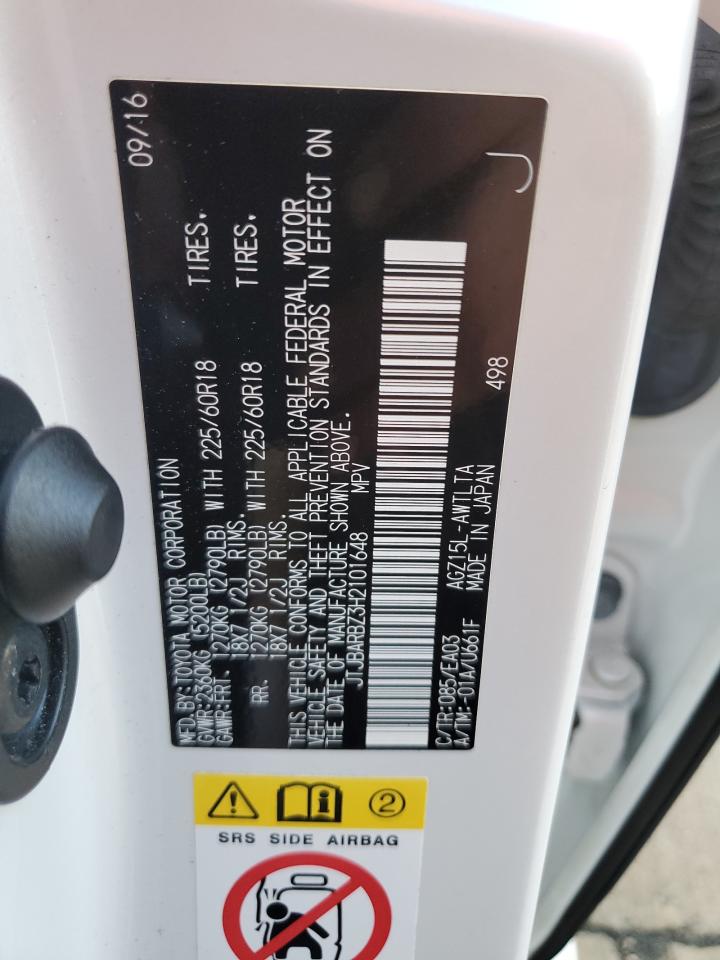 MFD.BY:TOYOTA MOTOR CORPORATION 09/16
GVWR:2360KG (5200LB)
GAWR:FRT. 1270KG (2790LB) WITH 225/60R18 TIRES.
18X7 1/2J RIMS.
RR. 1270KG (2790LB) WITH 225/60R18 TIRES.
18X7 1/2J RIMS.
THIS VEHICLE CONFORMS TO ALL APPLICABLE FEDERAL MOTOR
VEHICLE SAFETY AND THEFT PREVENTION STANDARDS IN EFFECT ON
THE DATE OF MANUFACTURE SHOWN ABOVE.
JTJBARBZ3H2101648 MPV
C/TR:085/EA03 AGZ15L-AWTLTA 498
A/TM:-01A/U661F MADE IN JAPAN
J
2
SRS SIDE AIRBAG